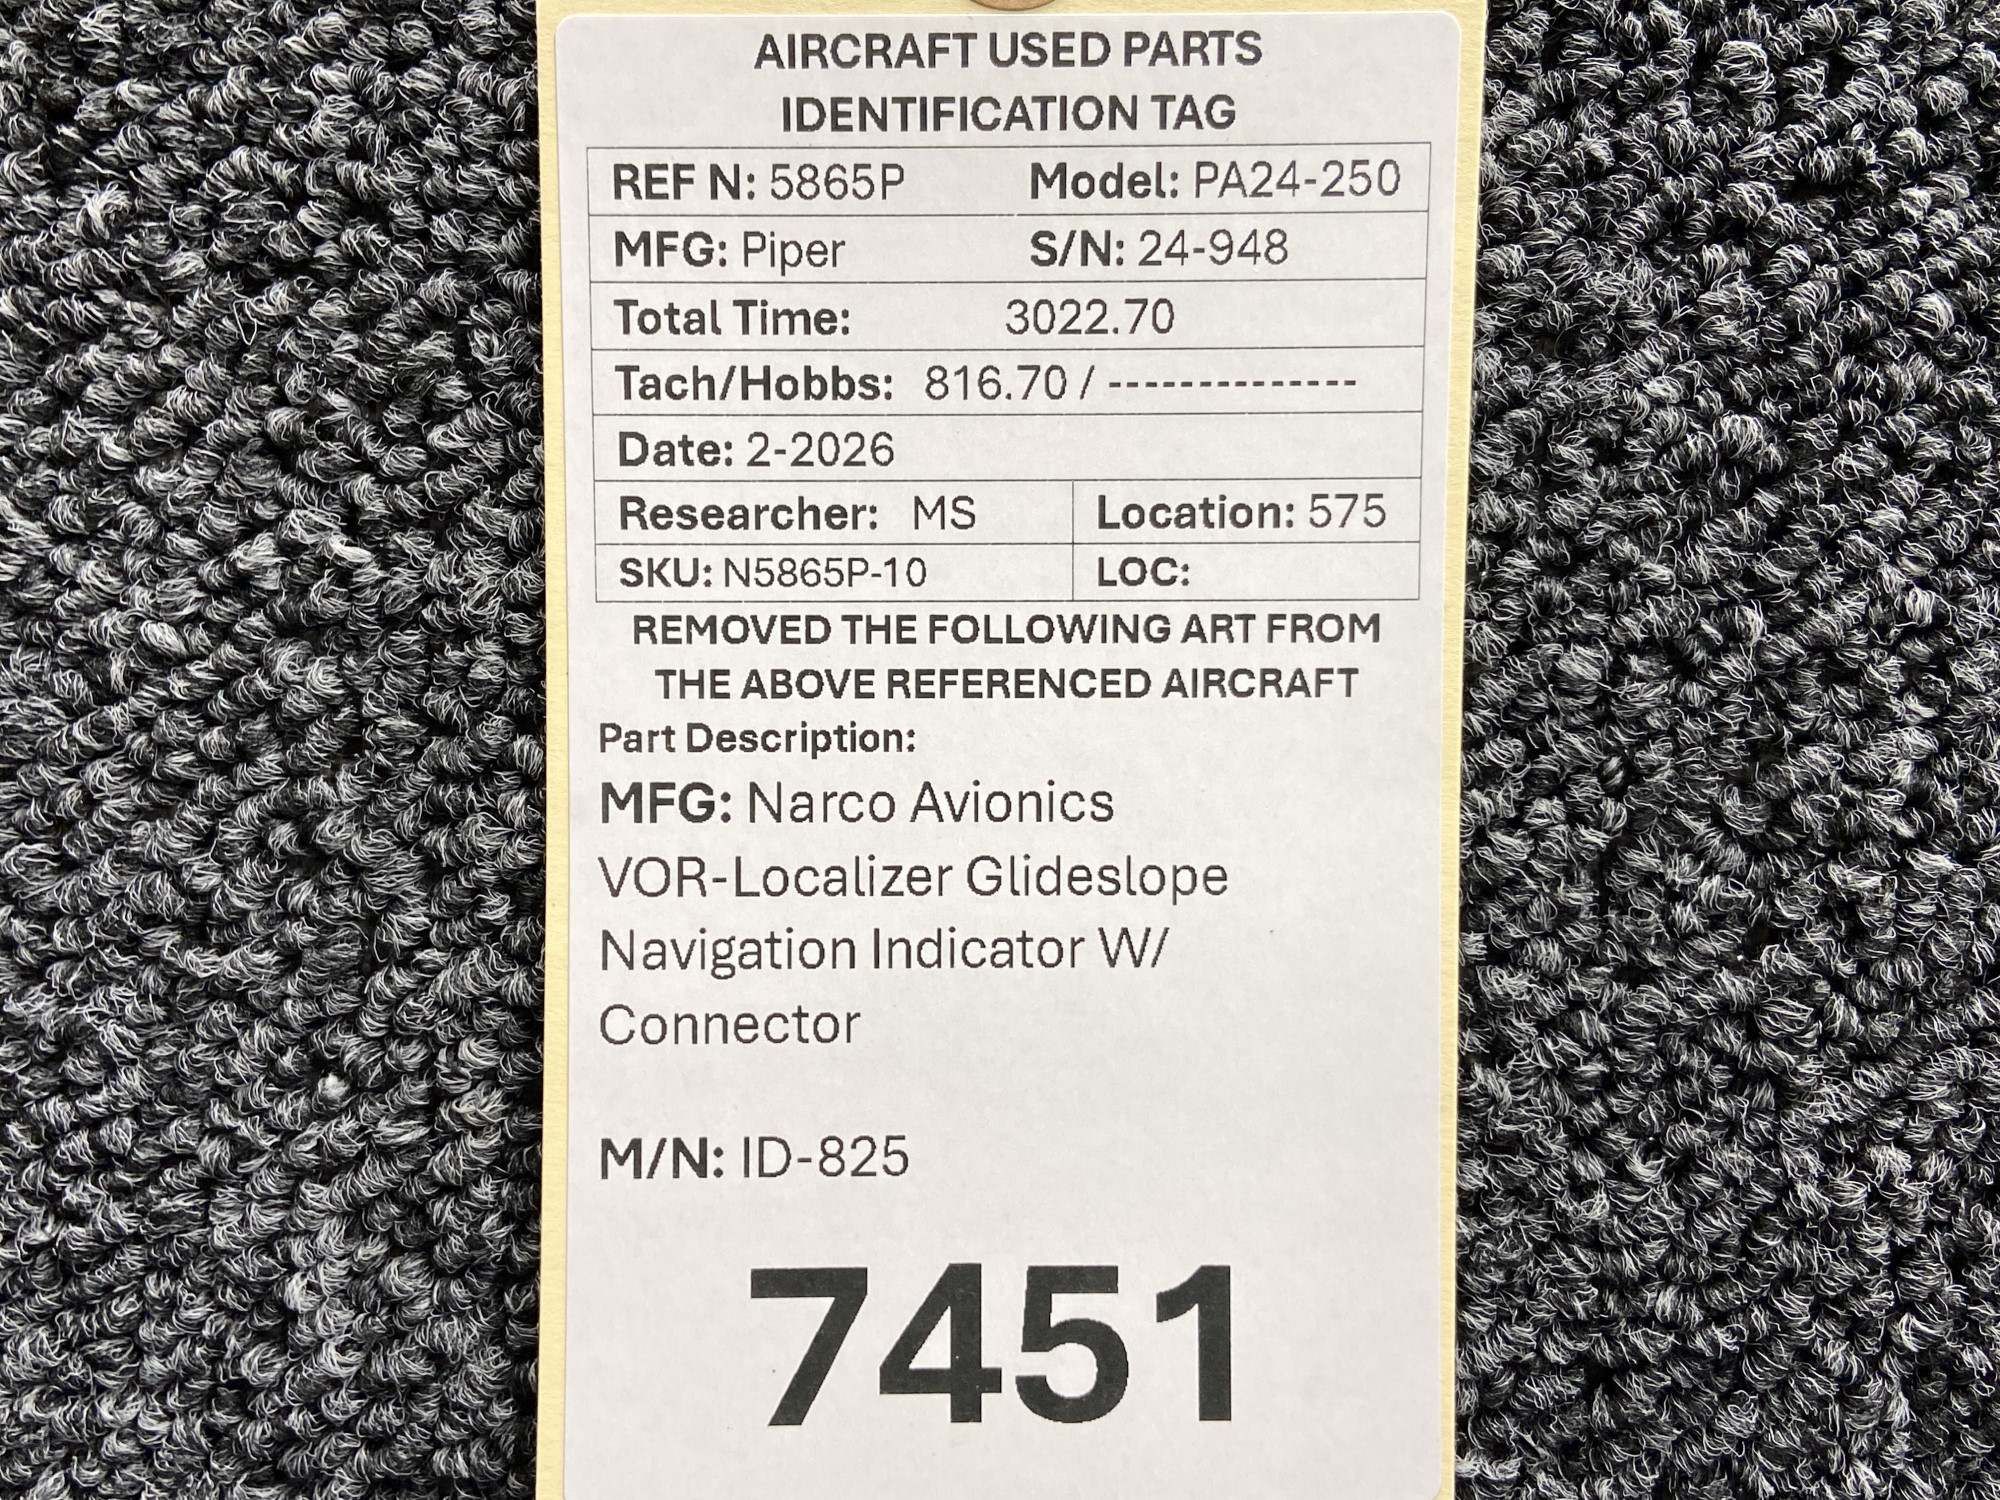 AIRCRAFT USED PARTS
IDENTIFICATION TAG
REF N: 5865P Model: PA24-250
MFG: Piper S/N: 24-948
Total Time: 3022.70
Tach/Hobbs: 816.70 / --------------
Date: 2-2026
Researcher: MS Location: 575
SKU: N5865P-10 LOC:
REMOVED THE FOLLOWING ART FROM
THE ABOVE REFERENCED AIRCRAFT
Part Description:
MFG: Narco Avionics
VOR-Localizer Glideslope
Navigation Indicator W/
Connector
M/N: ID-825
7451